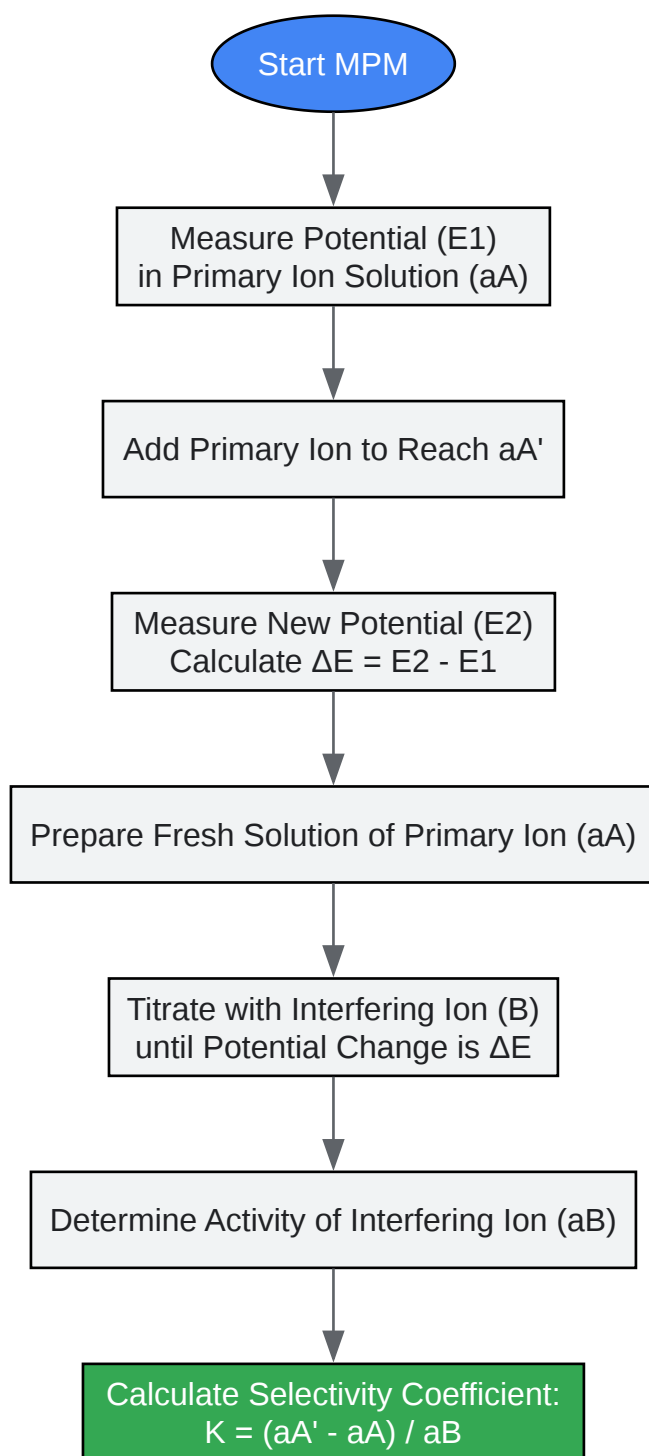 Start MPM
Measure Potential (E1)
in Primary Ion Solution (aA)
Add Primary Ion to Reach aA'
Measure New Potential (E2)
Calculate ΔE = E2 - E1
Prepare Fresh Solution of Primary Ion (aA)
Titrate with Interfering Ion (B)
until Potential Change is ΔE
Determine Activity of Interfering Ion (aB)
Calculate Selectivity Coefficient:
K = (aA' - aA) / aB